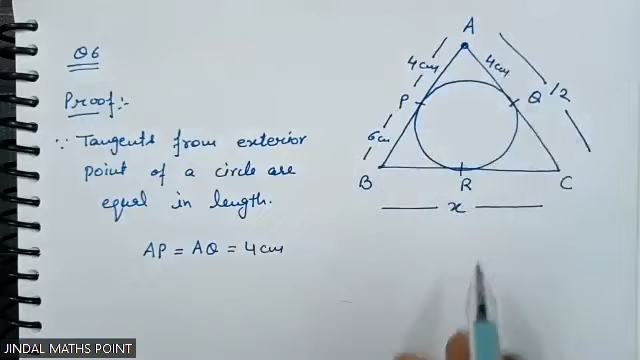 Q6
Proof:-
∵ Tangents from exterior
point of a circle are
equal in length.
AP = AQ = 4cm
A
4cm
4cm
P
Q
12
6cm
B
R
C
x
JINDAL MATHS POINT